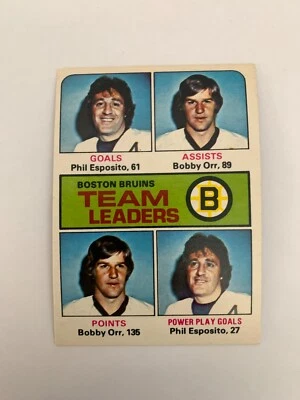 GOALS
Phil Esposito, 61
ASSISTS
Bobby Orr, 89
BOSTON BRUINS
TEAM
LEADERS
B
POINTS
Bobby Orr, 135
POWER PLAY GOALS
Phil Esposito, 27